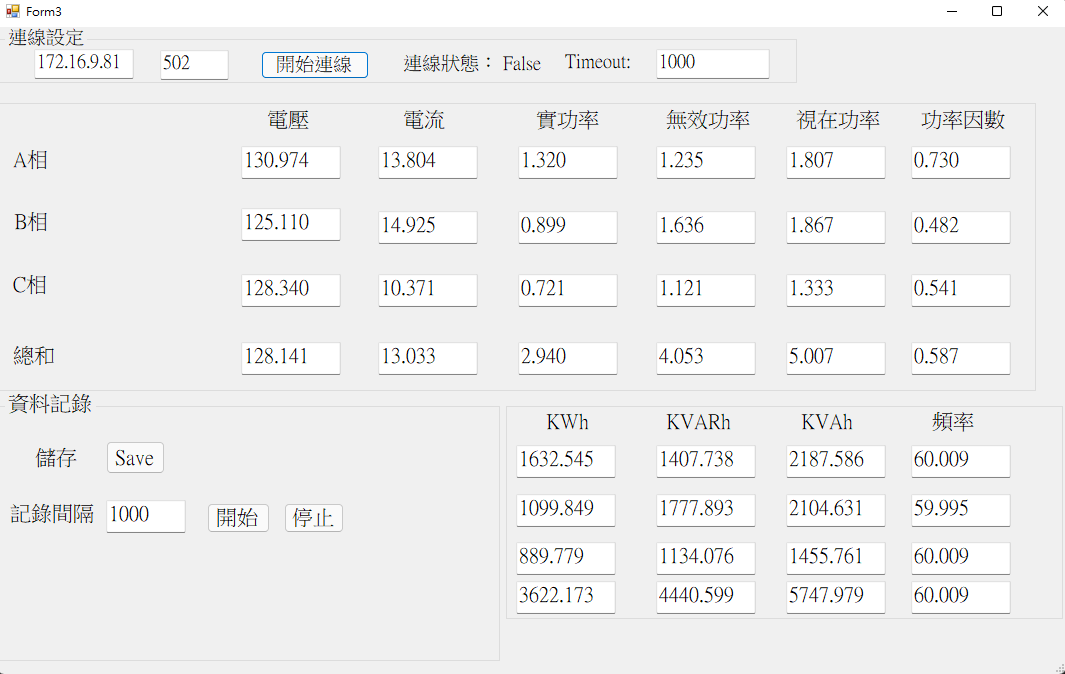 Form3
連線設定
172.16.9.81 502 開始連線 連線狀態： False Timeout: 1000
電壓 電流 實功率 無效功率 視在功率 功率因數
A相 130.974 13.804 1.320 1.235 1.807 0.730
B相 125.110 14.925 0.899 1.636 1.867 0.482
C相 128.340 10.371 0.721 1.121 1.333 0.541
總和 128.141 13.033 2.940 4.053 5.007 0.587
資料記錄
儲存 Save
記錄間隔 1000 開始 停止
KWh KVARh KVAh 頻率
1632.545 1407.738 2187.586 60.009
1099.849 1777.893 2104.631 59.995
889.779 1134.076 1455.761 60.009
3622.173 4440.599 5747.979 60.009